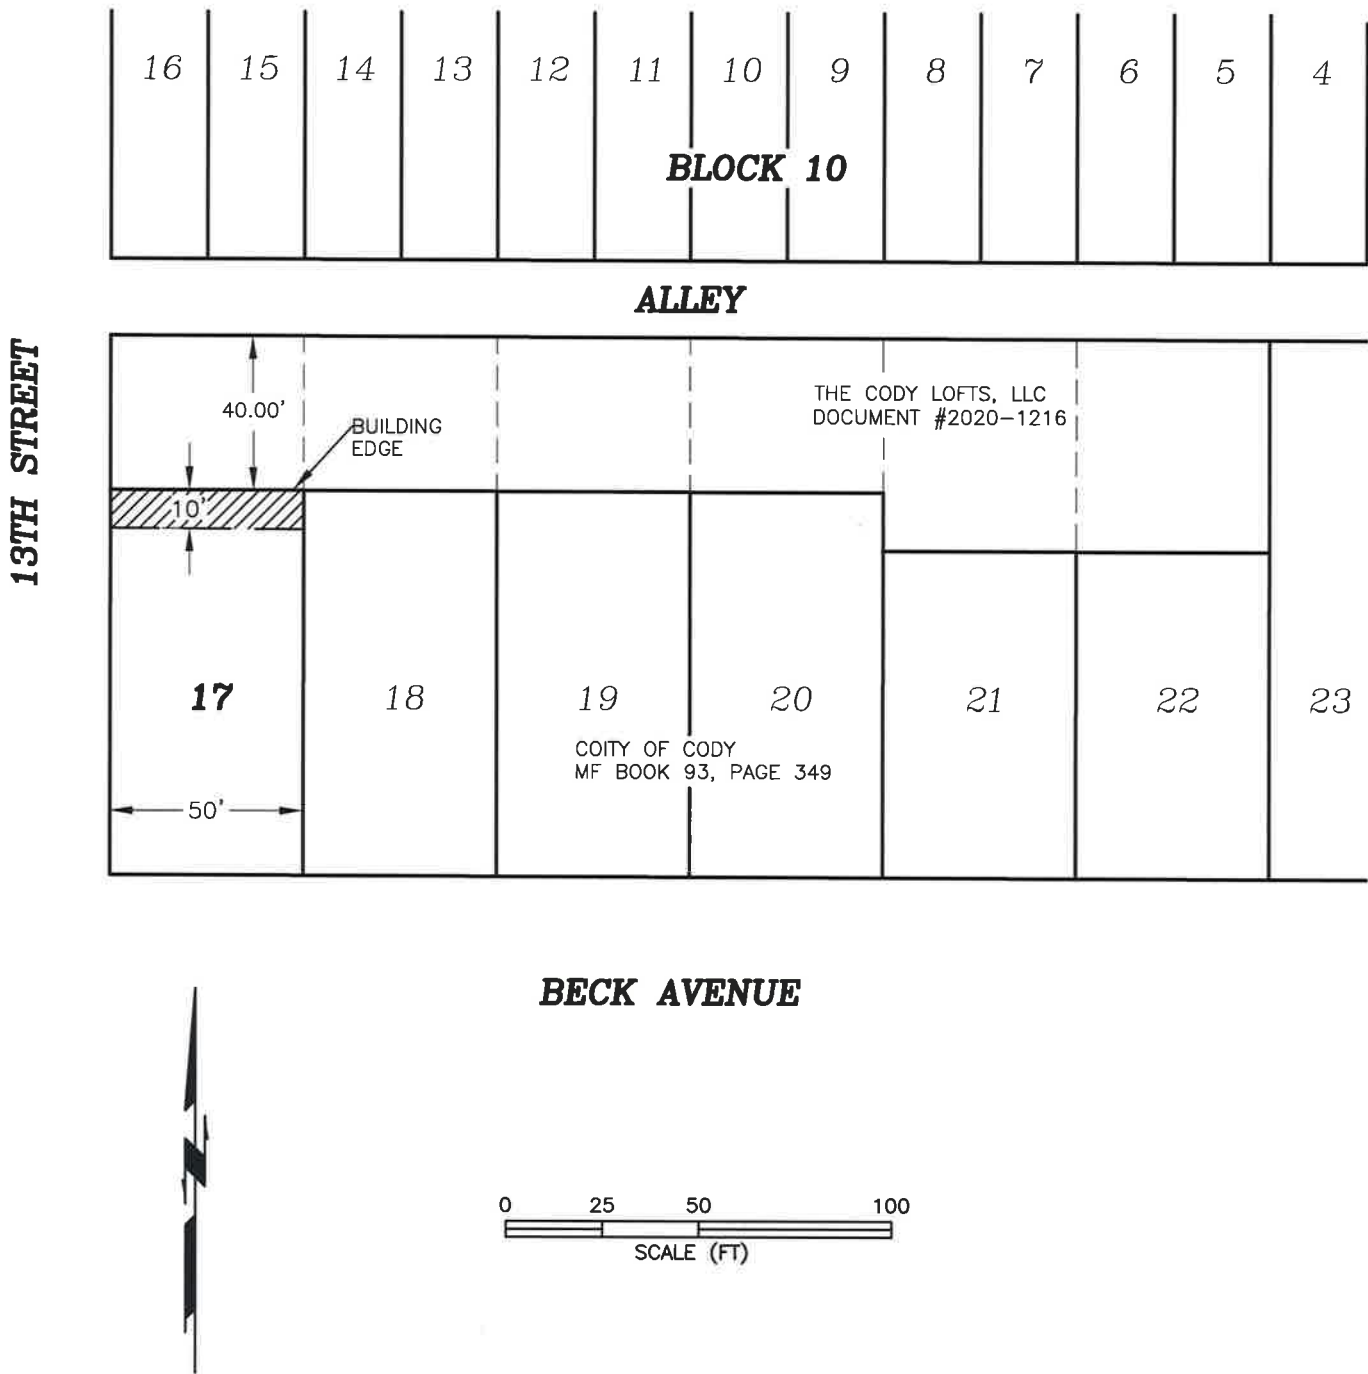 16 15 14 13 12 11 10 9 8 7 6 5 4
BLOCK 10
ALLEY
13TH STREET
40.00'
BUILDING
EDGE
THE CODY LOFTS, LLC
DOCUMENT #2020-1216
10'
17 18 19 20 21 22 23
COITY OF CODY
MF BOOK 93, PAGE 349
50'
BECK AVENUE
N
0 25 50 100
SCALE (FT)